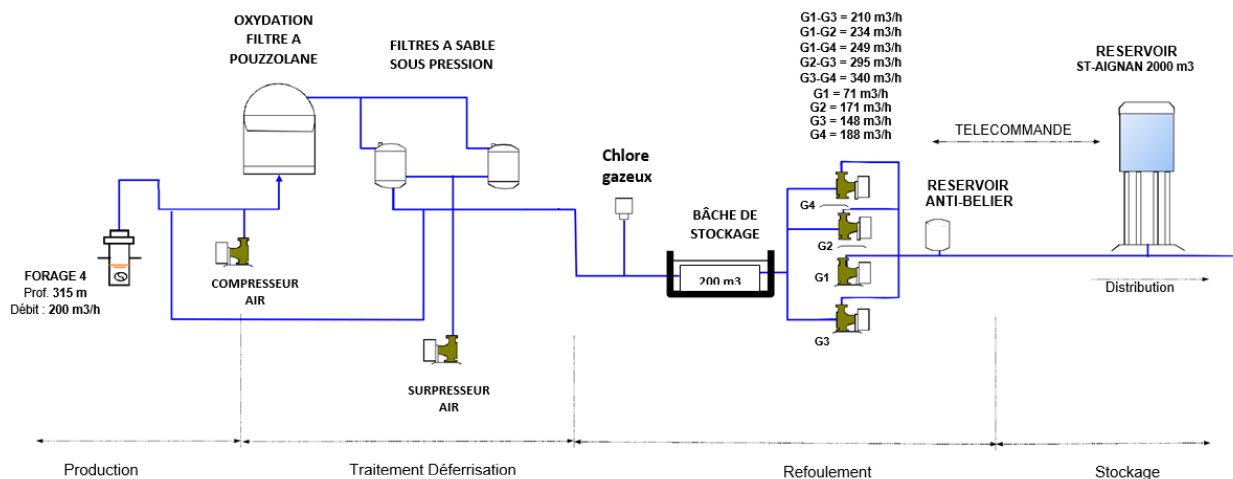 OXYDATION
FILTRE A
POUZZOLANE
FILTRES A SABLE
SOUS PRESSION
G1-G3 = 210 m3/h
G1-G2 = 234 m3/h
G1-G4 = 249 m3/h
G2-G3 = 295 m3/h
G3-G4 = 340 m3/h
G1 = 71 m3/h
G2 = 171 m3/h
G3 = 148 m3/h
G4 = 188 m3/h
RESERVOIR
ST-AIGNAN 2000 m3
TELECOMMANDE
Chlore
gazeux
RESERVOIR
ANTI-BELIER
G4
BÂCHE DE
STOCKAGE
G2
FORAGE 4
Prof. 315 m
Débit : 200 m3/h
COMPRESSEUR
AIR
200 m3
G1
Distribution
G3
SURPRESSEUR
AIR
Production
Traitement Déferrisation
Refoulement
Stockage